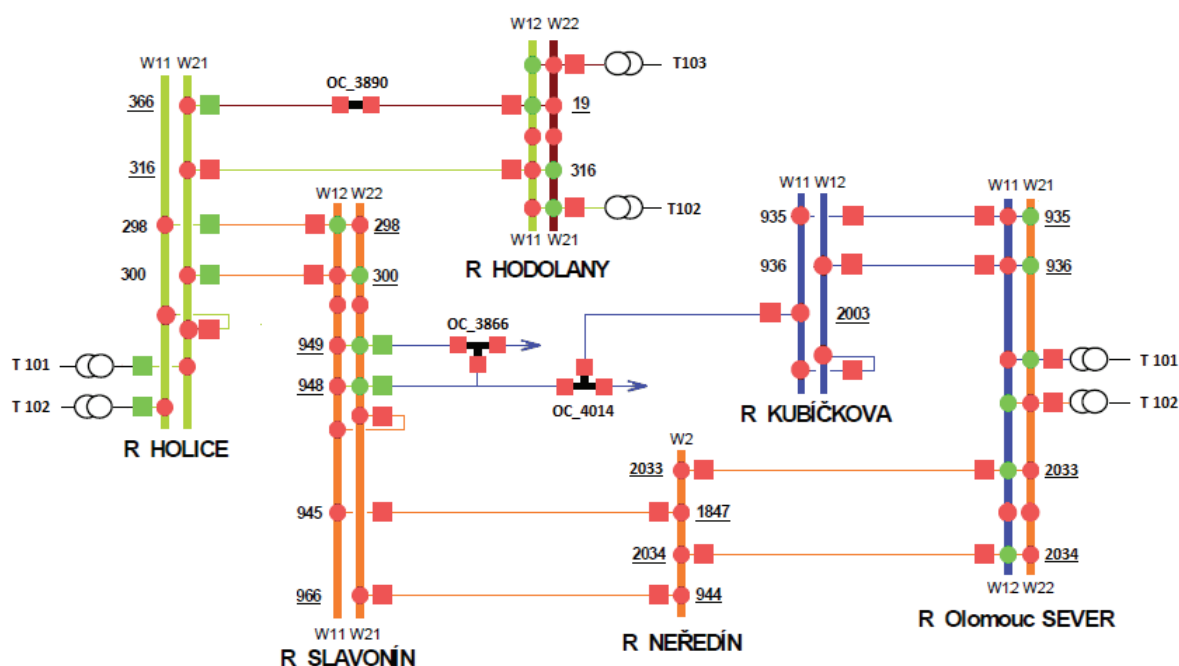 W12 W22
T103
W11 W21
OC_3890
366
19
316
316
W12 W22
W11 W12
W11 W21
298
298
T102
935
935
W11 W21
R HODOLANY
300
300
936
936
OC_3866
2003
949
T 101
T 101
948
T 102
T 102
OC_4014
R KUBÍČKOVA
R HOLICE
W2
2033
2033
945
1847
2034
2034
W12 W22
966
944
R Olomouc SEVER
W11 W21
R NEŘEDÍN
R SLAVONÍN